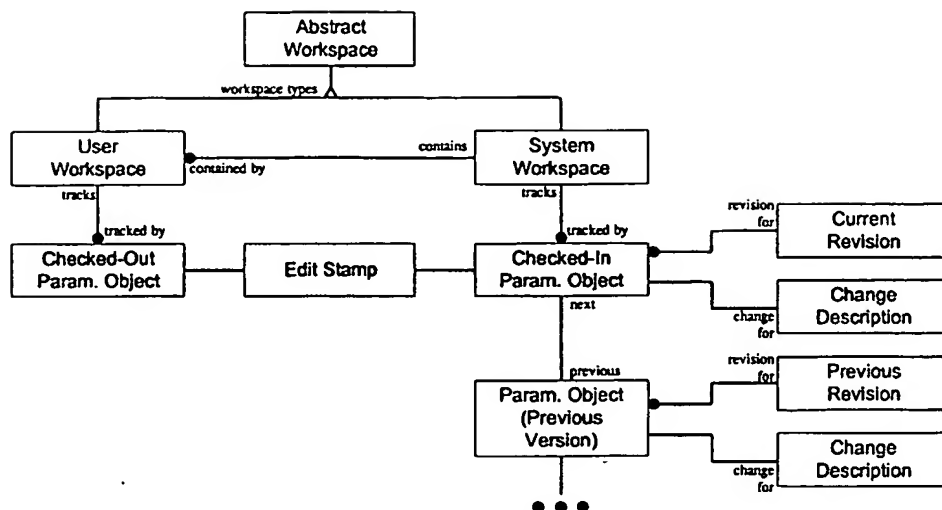 Abstract
Workspace
workspace types
User
Workspace
contains
contained by
System
Workspace
tracks
tracks
tracked by
tracked by
Checked-Out
Param. Object
Edit Stamp
Checked-In
Param. Object
revision
for
Current
Revision
change
for
Change
Description
next
previous
Param. Object
(Previous
Version)
revision
for
Previous
Revision
change
for
Change
Description